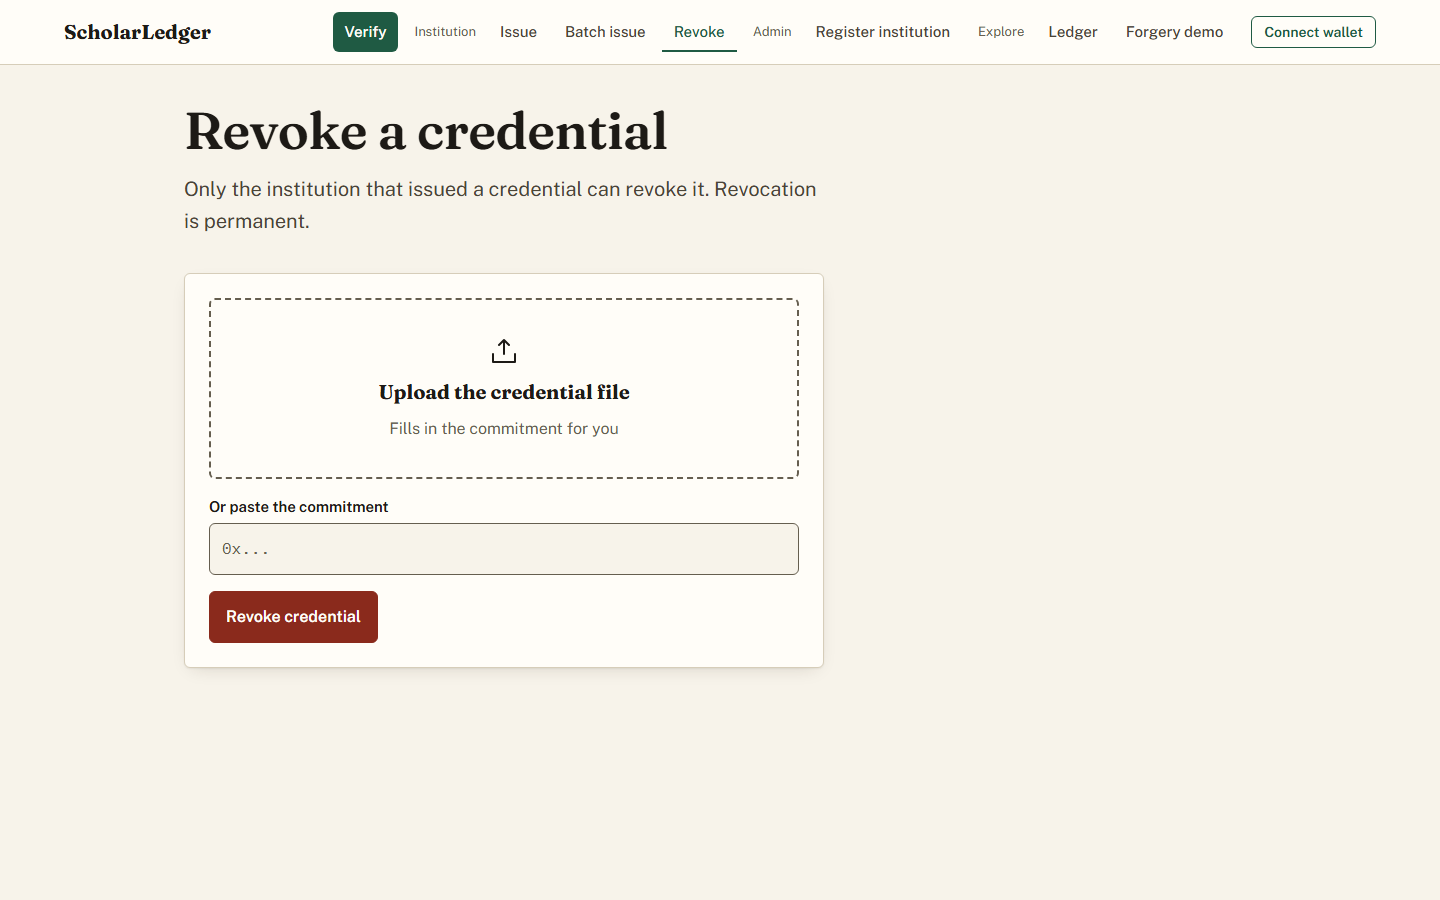 ScholarLedger
Verify Institution Issue Batch issue Revoke Admin Register institution Explore Ledger Forgery demo Connect wallet
Revoke a credential
Only the institution that issued a credential can revoke it. Revocation
is permanent.
Upload the credential file
Fills in the commitment for you
Or paste the commitment
0x...
Revoke credential